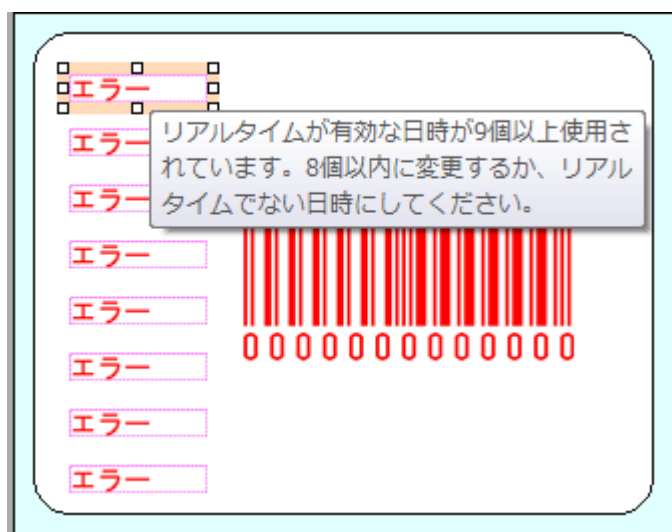 エラー
リアルタイムが有効な日時が9個以上使用さ
れています。8個以内に変更するか、リアル
タイムでない日時にしてください。
エラー
エラー
エラー
エラー
エラー
エラー
エラー
0000000000000